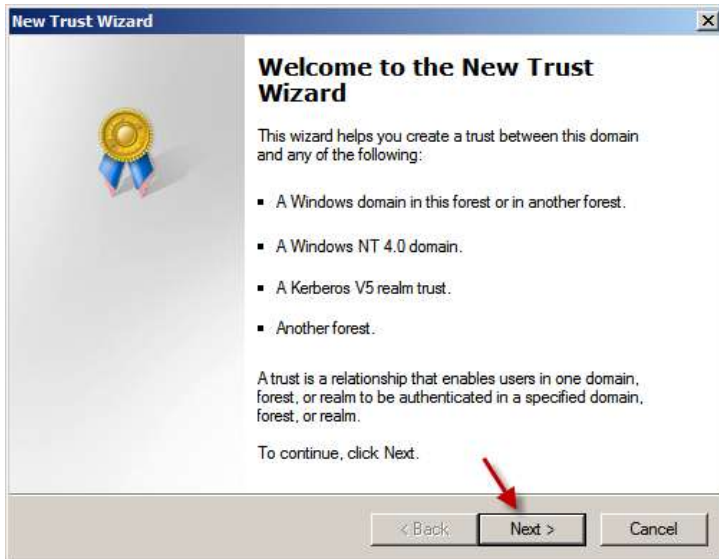 New Trust Wizard
Welcome to the New Trust
Wizard
This wizard helps you create a trust between this domain
and any of the following:
▪ A Windows domain in this forest or in another forest.
▪ A Windows NT 4.0 domain.
▪ A Kerberos V5 realm trust.
▪ Another forest.
A trust is a relationship that enables users in one domain,
forest, or realm to be authenticated in a specified domain,
forest, or realm.
To continue, click Next.
< Back Next > Cancel